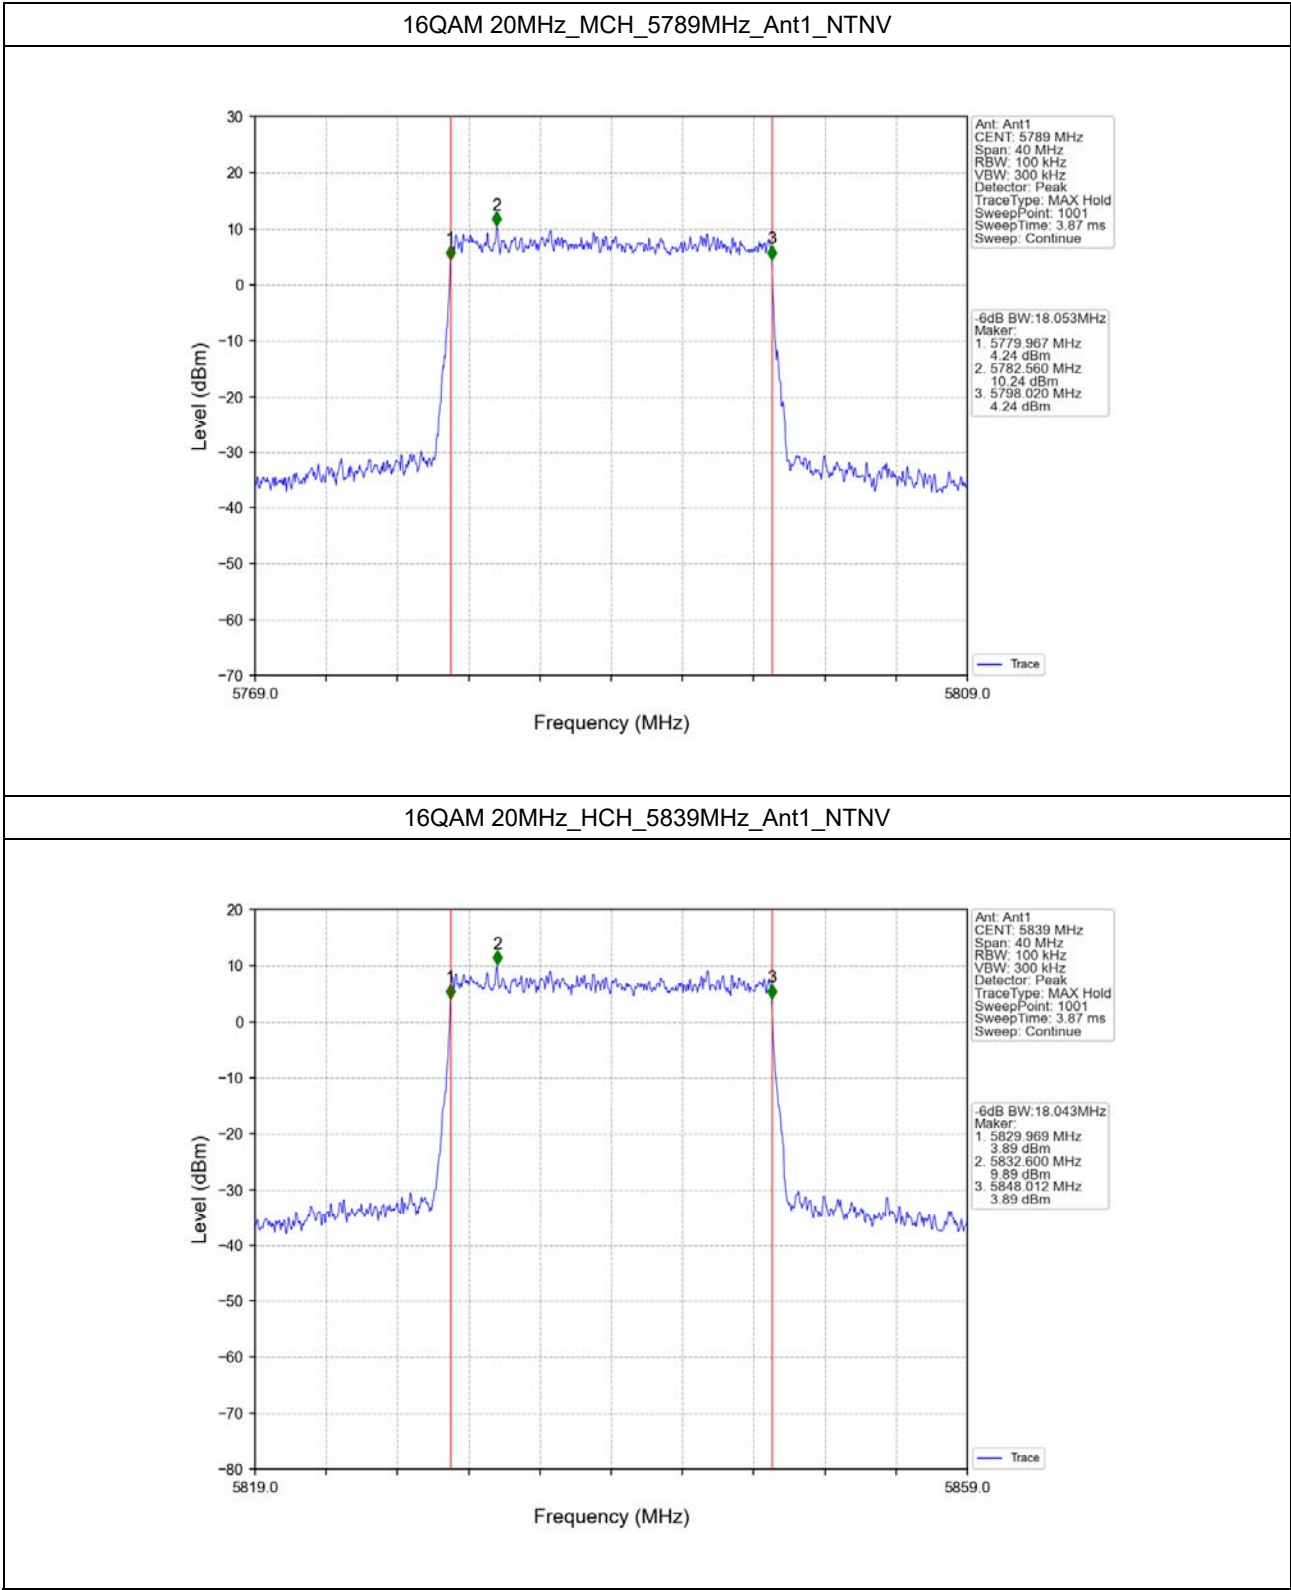 16QAM 20MHz_MCH_5789MHz_Ant1_NTNV
30
20
10
0
−10
−20
−30
−40
−50
−60
−70
Level (dBm)
1
2
3
5769.0
5809.0
Frequency (MHz)
Ant: Ant1
CENT: 5789 MHz
Span: 40 MHz
RBW: 100 kHz
VBW: 300 kHz
Detector: Peak
TraceType: MAX Hold
SweepPoint: 1001
SweepTime: 3.87 ms
Sweep: Continue
-6dB BW:18.053MHz
Maker:
1. 5779.967 MHz
4.24 dBm
2. 5782.560 MHz
10.24 dBm
3. 5798.020 MHz
4.24 dBm
Trace
16QAM 20MHz_HCH_5839MHz_Ant1_NTNV
20
10
0
−10
−20
−30
−40
−50
−60
−70
−80
Level (dBm)
1
2
3
5819.0
5859.0
Frequency (MHz)
Ant: Ant1
CENT: 5839 MHz
Span: 40 MHz
RBW: 100 kHz
VBW: 300 kHz
Detector: Peak
TraceType: MAX Hold
SweepPoint: 1001
SweepTime: 3.87 ms
Sweep: Continue
-6dB BW:18.043MHz
Maker:
1. 5829.969 MHz
3.89 dBm
2. 5832.600 MHz
9.89 dBm
3. 5848.012 MHz
3.89 dBm
Trace